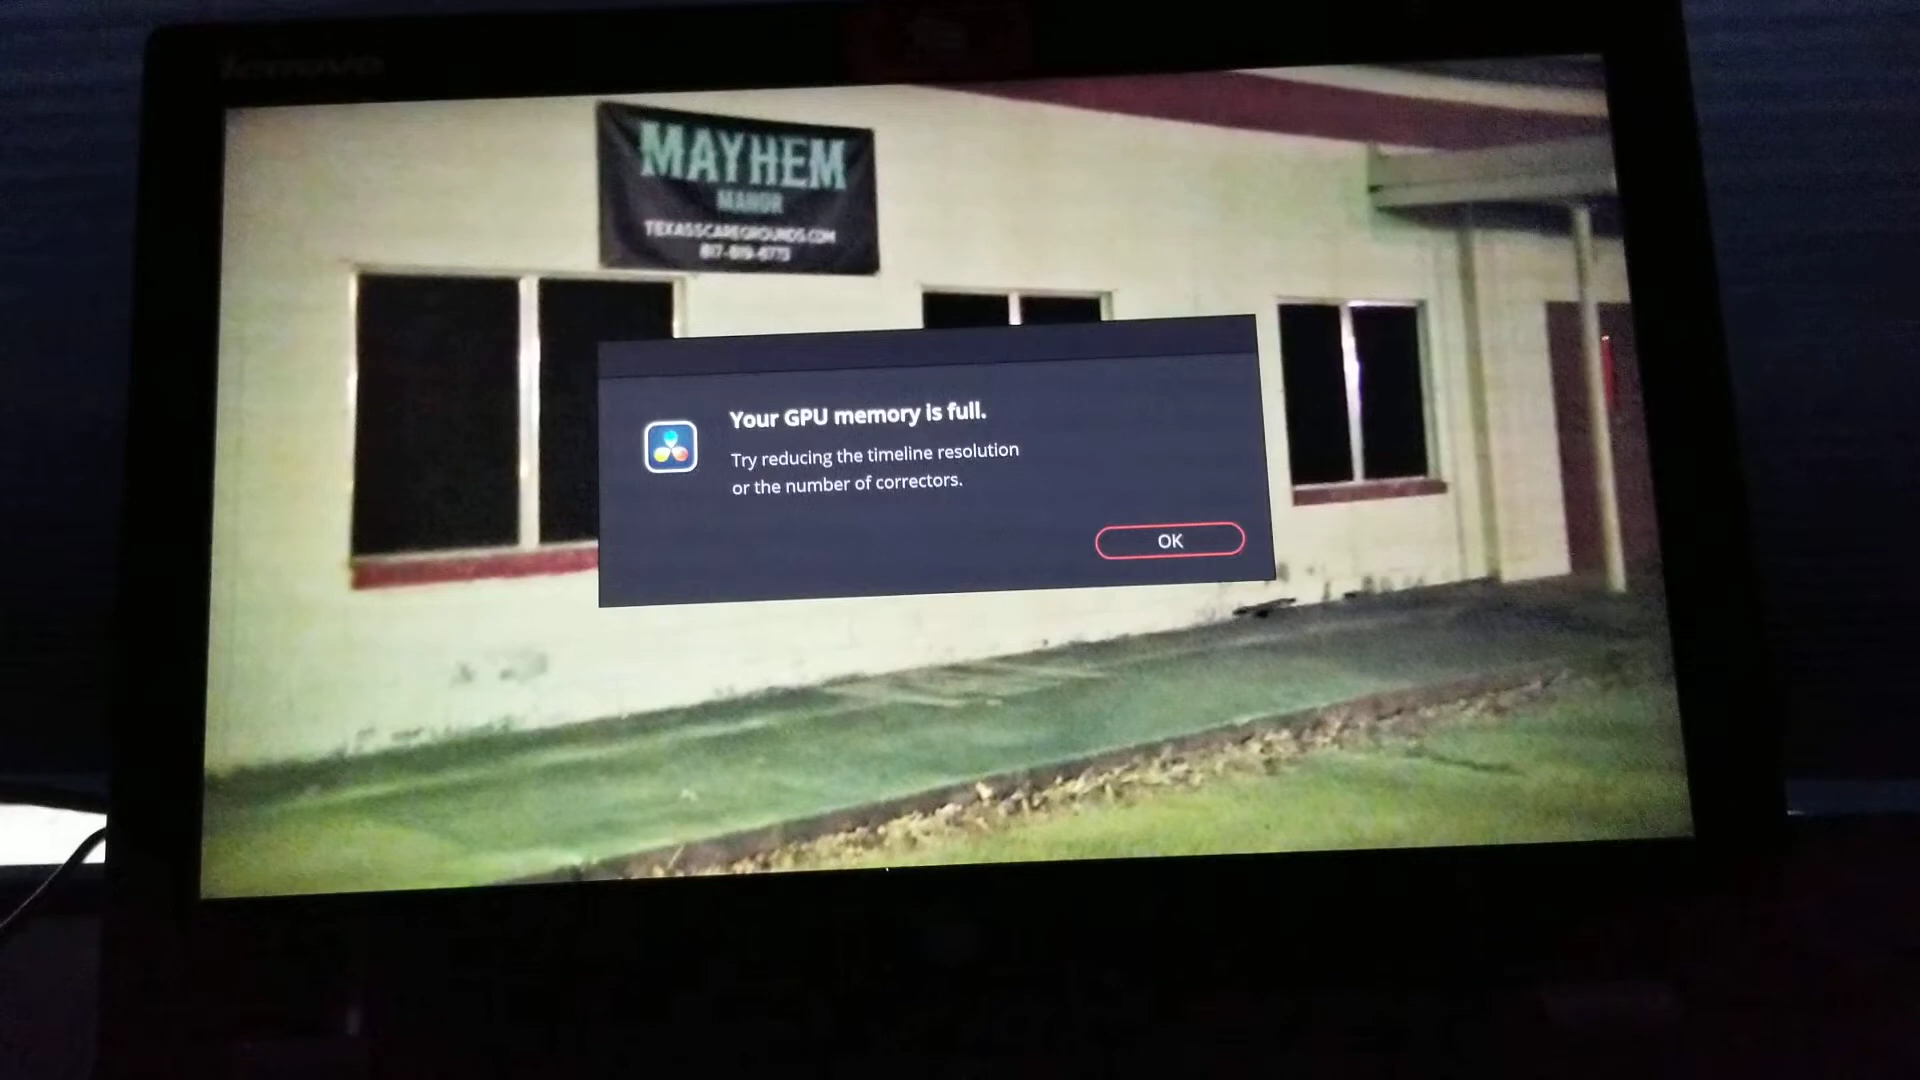 lenovo
MAYHEM
MANOR
TEXASSCAREGROUNDS.COM
Your GPU memory is full.
Try reducing the timeline resolution
or the number of correctors.
OK